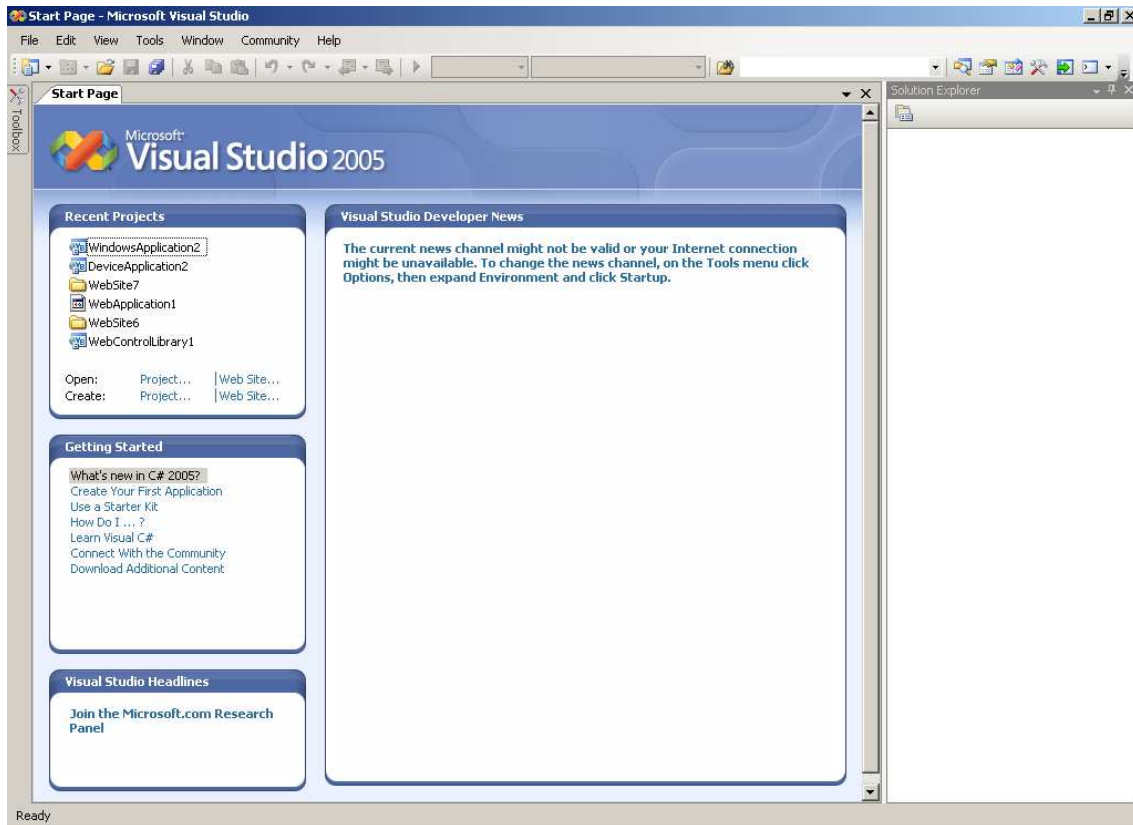 Start Page - Microsoft Visual Studio
File Edit View Tools Window Community Help
Toolbox
Start Page
Solution Explorer
Microsoft
Visual Studio 2005
Recent Projects
WindowsApplication2
DeviceApplication2
WebSite7
WebApplication1
WebSite6
WebControlLibrary1
Open: Project... | Web Site...
Create: Project... | Web Site...
Getting Started
What's new in C# 2005?
Create Your First Application
Use a Starter Kit
How Do I ... ?
Learn Visual C#
Connect With the Community
Download Additional Content
Visual Studio Headlines
Join the Microsoft.com Research
Panel
Visual Studio Developer News
The current news channel might not be valid or your Internet connection
might be unavailable. To change the news channel, on the Tools menu click
Options, then expand Environment and click Startup.
Ready